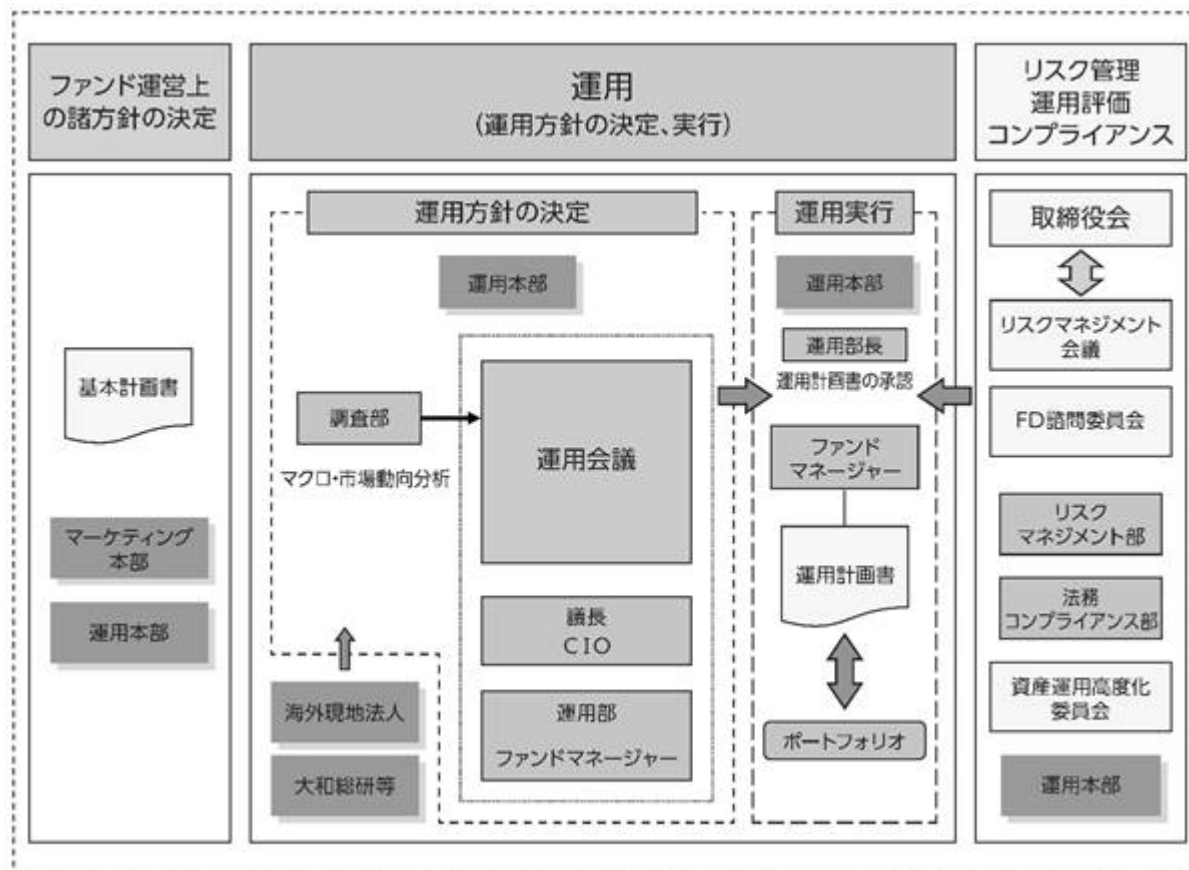 ファンド運営上
の諸方針の決定
運用
(運用方針の決定、実行)
リスク管理
運用評価
コンプライアンス
基本計画書
マーケティング
本部
運用本部
運用方針の決定
運用本部
調査部
マクロ・市場動向分析
運用会議
議長
CIO
運用部
ファンドマネージャー
海外現地法人
大和総研等
運用実行
運用本部
運用部長
運用計画書の承認
ファンド
マネージャー
運用計画書
ポートフォリオ
取締役会
リスクマネジメント
会議
FD諮問委員会
リスク
マネジメント部
法務
コンプライアンス部
資産運用高度化
委員会
運用本部